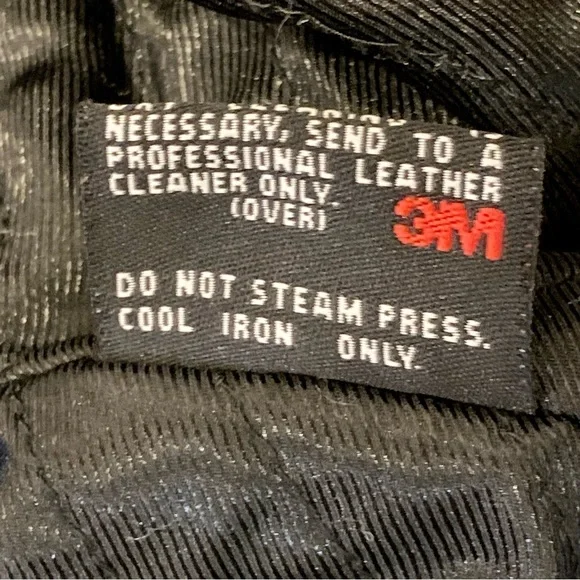 NECESSARY, SEND TO A
PROFESSIONAL LEATHER
CLEANER ONLY.
(OVER) 3M
DO NOT STEAM PRESS.
COOL IRON ONLY.